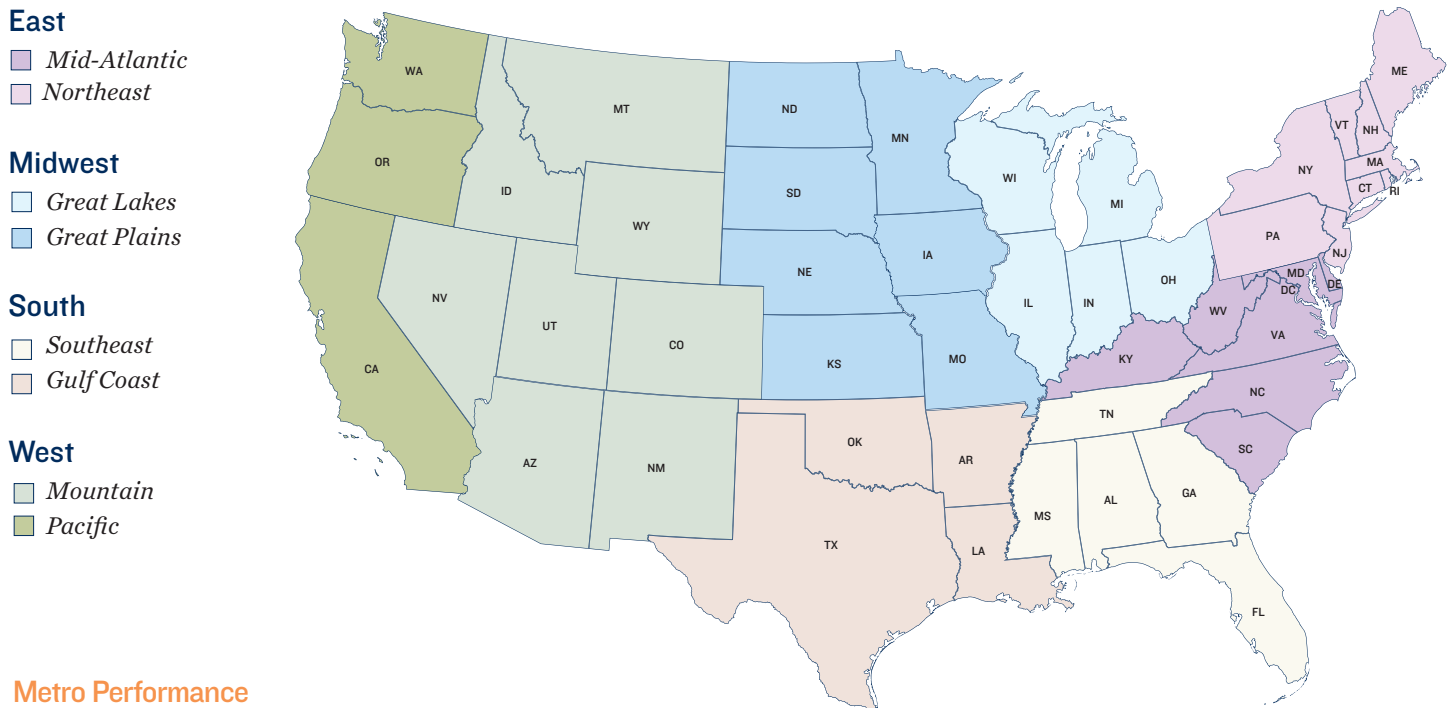 East
Mid-Atlantic
Northeast
Midwest
Great Lakes
Great Plains
South
Southeast
Gulf Coast
West
Mountain
Pacific
Metro Performance
WA
OR
CA
ID
NV
MT
WY
UT
CO
AZ
NM
ND
SD
NE
KS
MN
IA
MO
WI
MI
IL
IN
OH
OK
TX
AR
LA
TN
MS
AL
GA
FL
KY
WV
VA
NC
SC
MD
DC
DE
PA
NJ
NY
CT
RI
MA
VT
NH
ME